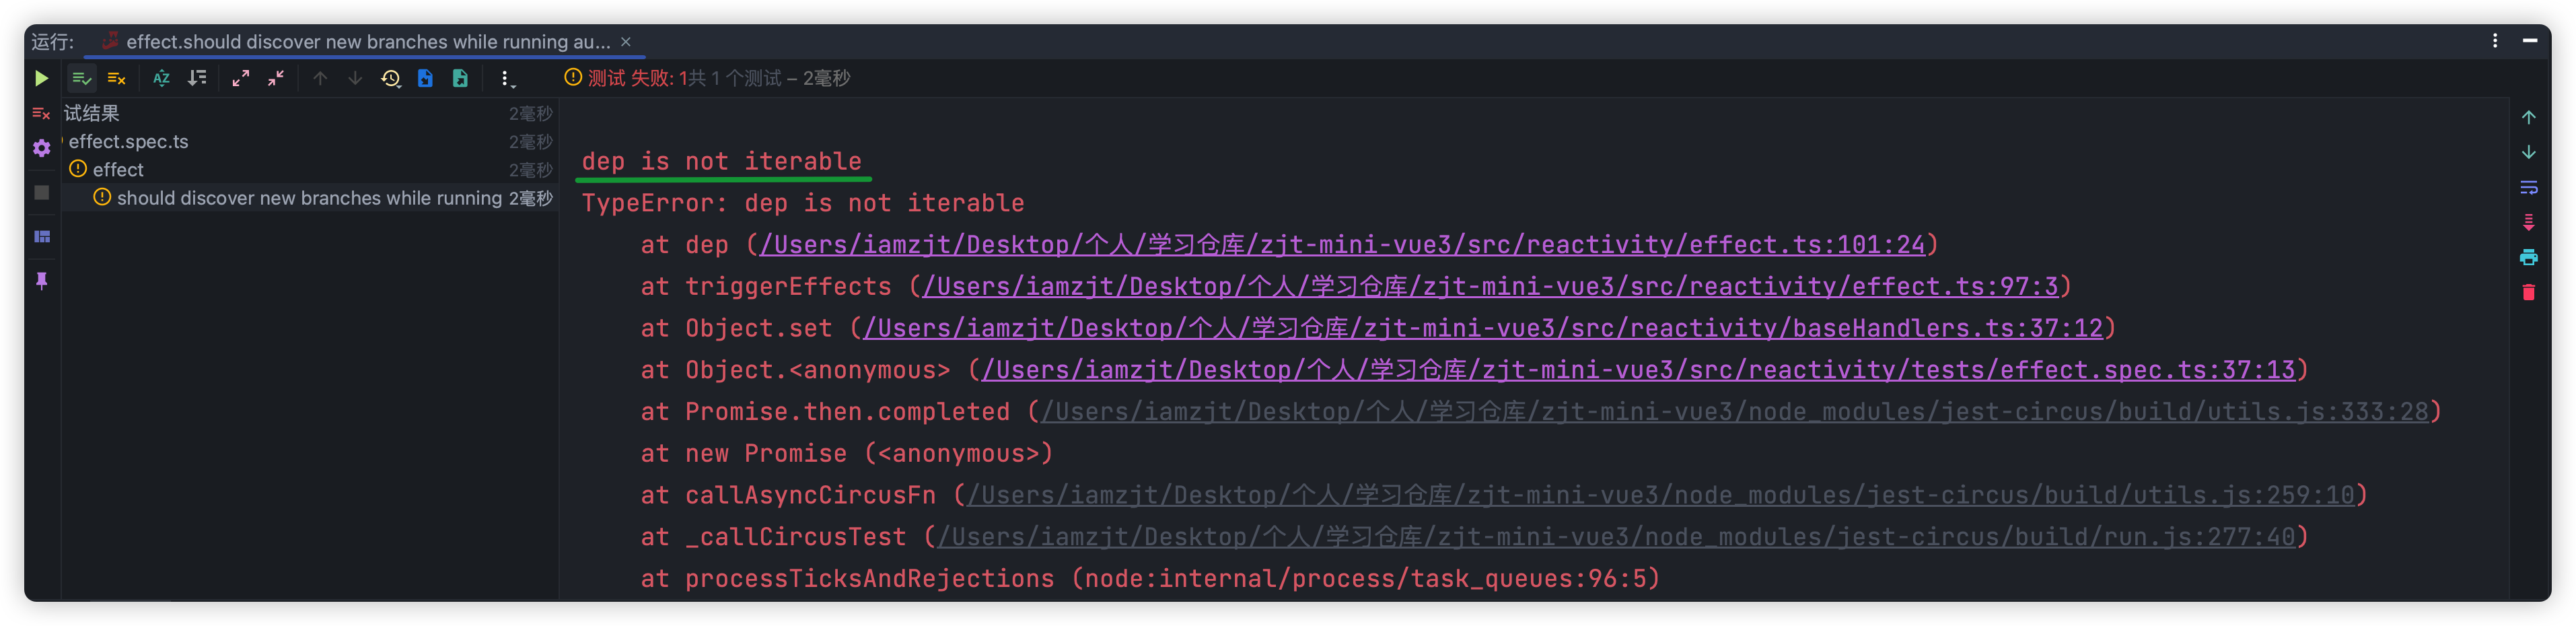 运行: effect.should discover new branches while running au... ×
测试 失败: 1共 1 个测试 – 2毫秒
试结果 2毫秒
effect.spec.ts 2毫秒
effect 2毫秒
should discover new branches while running 2毫秒
dep is not iterable
TypeError: dep is not iterable
at dep (/Users/iamzjt/Desktop/个人/学习仓库/zjt-mini-vue3/src/reactivity/effect.ts:101:24)
at triggerEffects (/Users/iamzjt/Desktop/个人/学习仓库/zjt-mini-vue3/src/reactivity/effect.ts:97:3)
at Object.set (/Users/iamzjt/Desktop/个人/学习仓库/zjt-mini-vue3/src/reactivity/baseHandlers.ts:37:12)
at Object.<anonymous> (/Users/iamzjt/Desktop/个人/学习仓库/zjt-mini-vue3/src/reactivity/tests/effect.spec.ts:37:13)
at Promise.then.completed (/Users/iamzjt/Desktop/个人/学习仓库/zjt-mini-vue3/node_modules/jest-circus/build/utils.js:333:28)
at new Promise (<anonymous>)
at callAsyncCircusFn (/Users/iamzjt/Desktop/个人/学习仓库/zjt-mini-vue3/node_modules/jest-circus/build/utils.js:259:10)
at _callCircusTest (/Users/iamzjt/Desktop/个人/学习仓库/zjt-mini-vue3/node_modules/jest-circus/build/run.js:277:40)
at processTicksAndRejections (node:internal/process/task_queues:96:5)